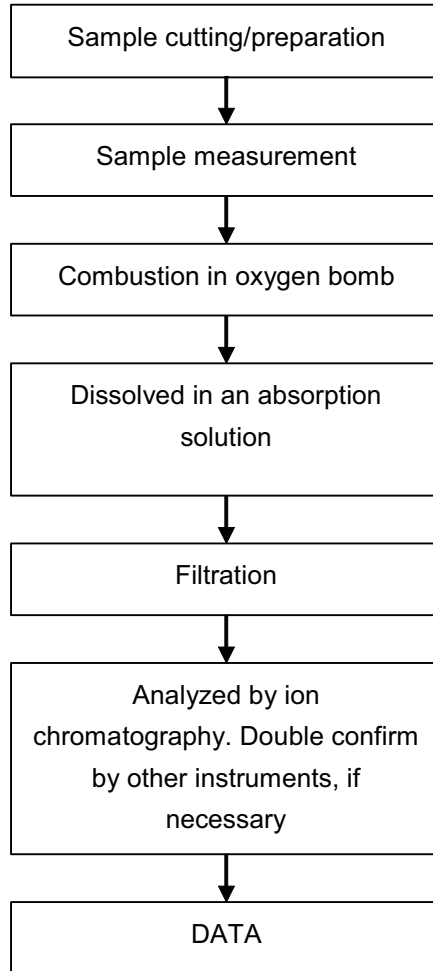 Sample cutting/preparation
Sample measurement
Combustion in oxygen bomb
Dissolved in an absorption
solution
Filtration
Analyzed by ion
chromatography. Double confirm
by other instruments, if
necessary
DATA